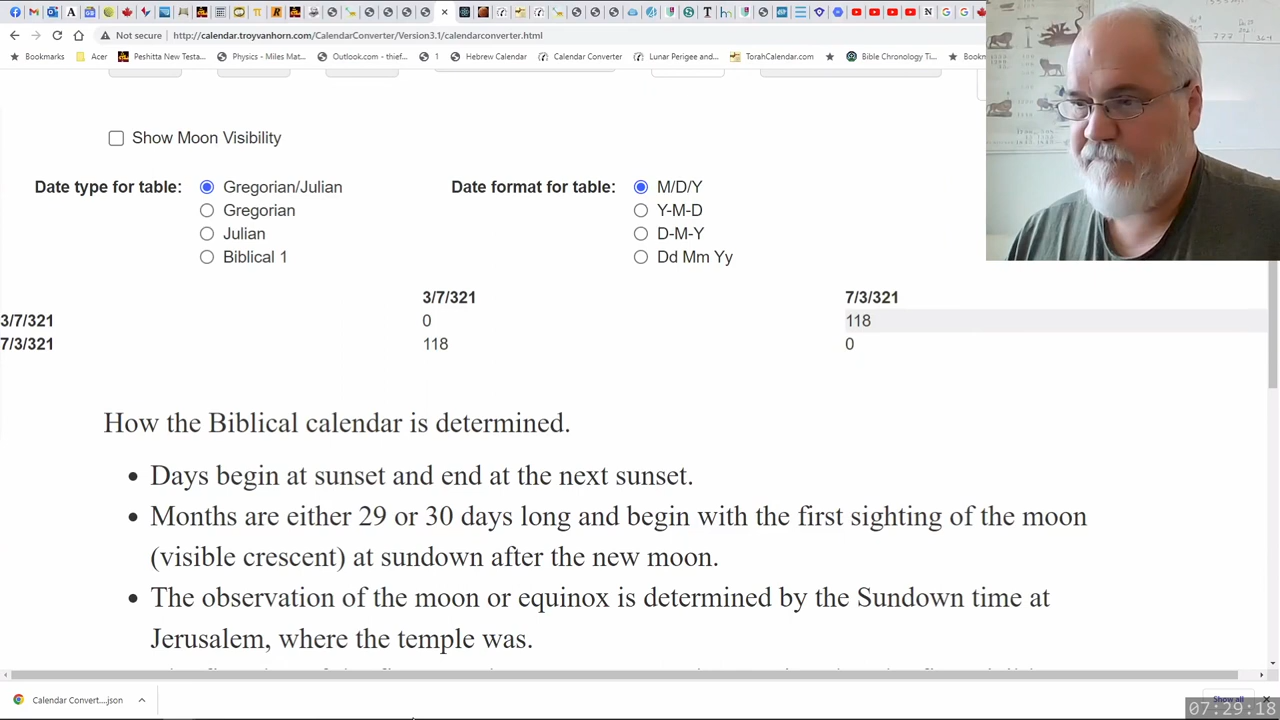 Not secure
http://calendar.troyvanhorn.com/CalendarConverter/Version3.1/calendarconverter.html
Bookmarks
Acer
Peshitta New Testa...
Physics - Miles Mat...
Outlook.com - thief...
1
Hebrew Calendar
Calendar Converter
Lunar Perigee and...
TorahCalendar.com
Bible Chronology Ti...
Show Moon Visibility
Date type for table:
Gregorian/Julian
Gregorian
Julian
Biblical 1
Date format for table:
M/D/Y
Y-M-D
D-M-Y
Dd Mm Yy
3/7/321 7/3/321
3/7/321 0 118
7/3/321 118 0
How the Biblical calendar is determined.
• Days begin at sunset and end at the next sunset.
• Months are either 29 or 30 days long and begin with the first sighting of the moon
(visible crescent) at sundown after the new moon.
• The observation of the moon or equinox is determined by the Sundown time at
Jerusalem, where the temple was.
Calendar Convert....json
Show all
07:29:18